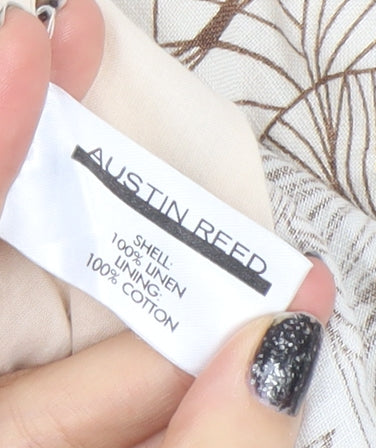 AUSTIN REED
SHELL:
100% LINEN
LINING:
100% COTTON